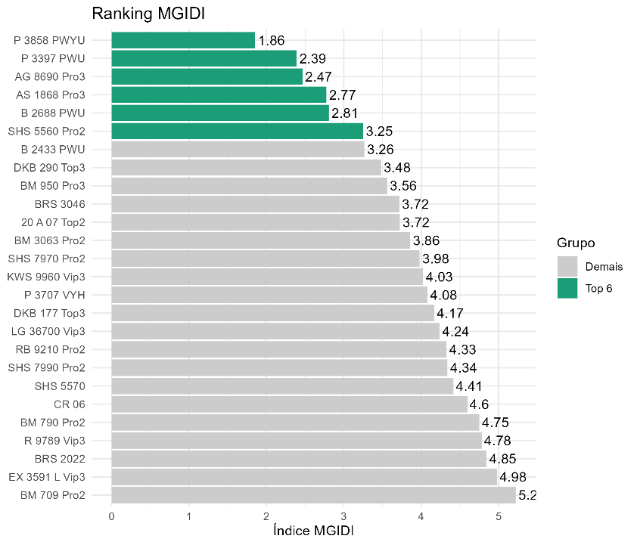 Ranking MGIDI
P 3858 PWYU 1.86
P 3397 PWU 2.39
AG 8690 Pro3 2.47
AS 1868 Pro3 2.77
B 2688 PWU 2.81
SHS 5560 Pro2 3.25
B 2433 PWU 3.26
DKB 290 Top3 3.48
BM 950 Pro3 3.56
BRS 3046 3.72
20 A 07 Top2 3.72
BM 3063 Pro2 3.86
SHS 7970 Pro2 3.98
KWS 9960 Vip3 4.03
P 3707 VYH 4.08
DKB 177 Top3 4.17
LG 36700 Vip3 4.24
RB 9210 Pro2 4.33
SHS 7990 Pro2 4.34
SHS 5570 4.41
CR 06 4.6
BM 790 Pro2 4.75
R 9789 Vip3 4.78
BRS 2022 4.85
EX 3591 L Vip3 4.98
BM 709 Pro2 5.2
0 1 2 3 4 5
Índice MGIDI
Grupo
Demais
Top 6